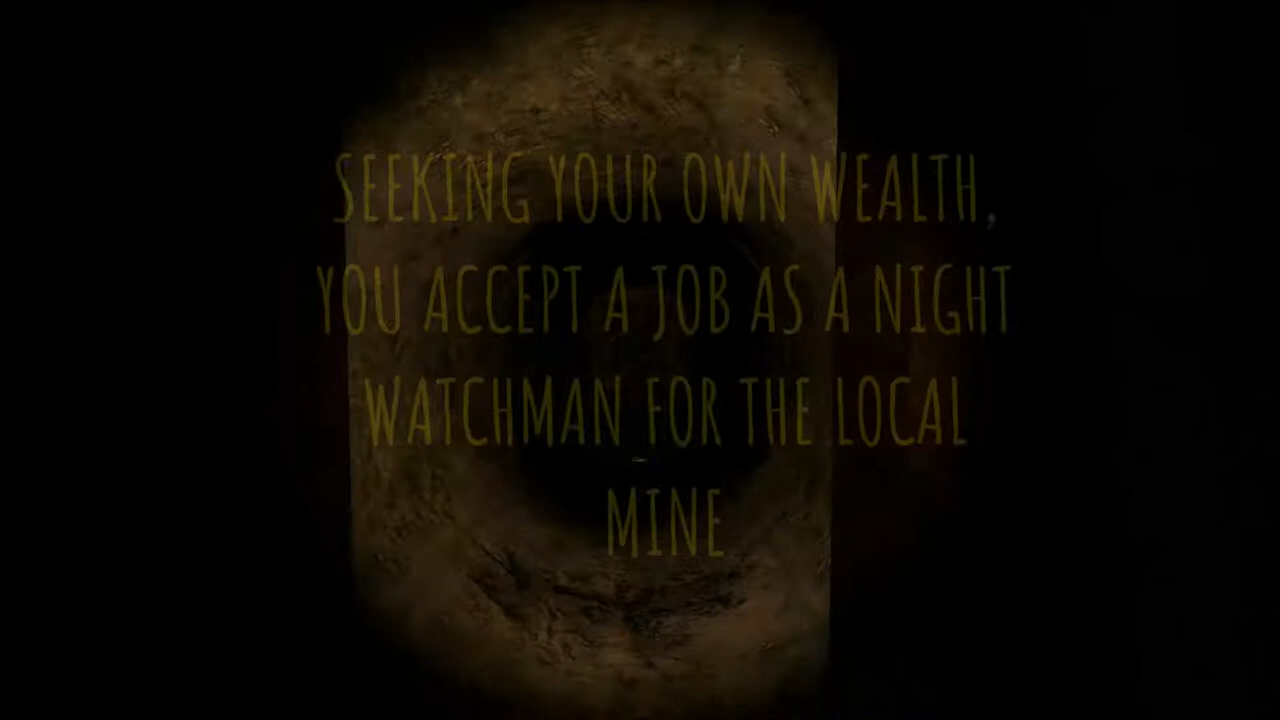 SEEKING YOUR OWN WEALTH,
YOU ACCEPT A JOB AS A NIGHT
WATCHMAN FOR THE LOCAL
MINE